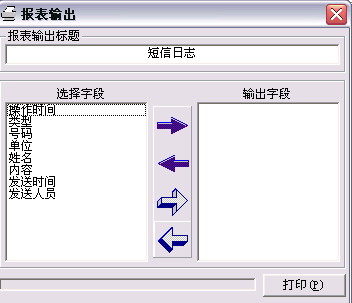 报表输出
报表输出标题
短信日志
选择字段
输出字段
操作时间
类型
号码
单位
姓名
内容
发送时间
发送人员
打印(P)